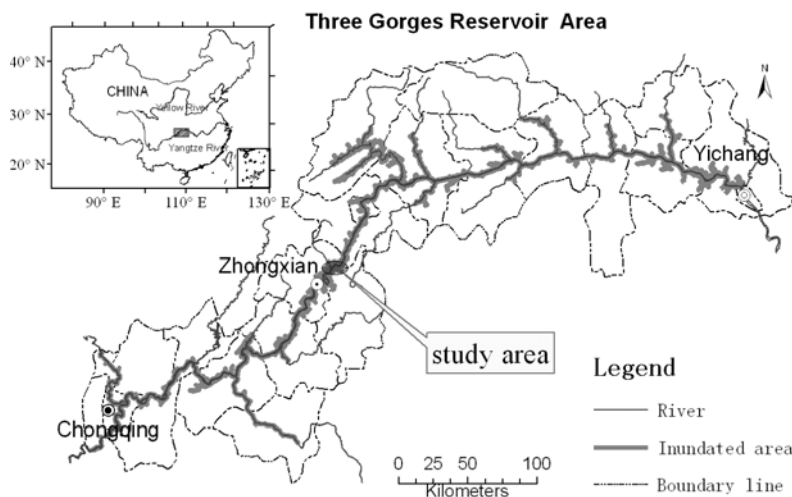 Three Gorges Reservoir Area
40° N
30° N
20° N
CHINA
Yellow River
Yangtze River
90° E
110° E
130° E
N
Yichang
Zhongxian
study area
Chongqing
Legend
River
Inundated area
Boundary line
0 25 50 100
Kilometers